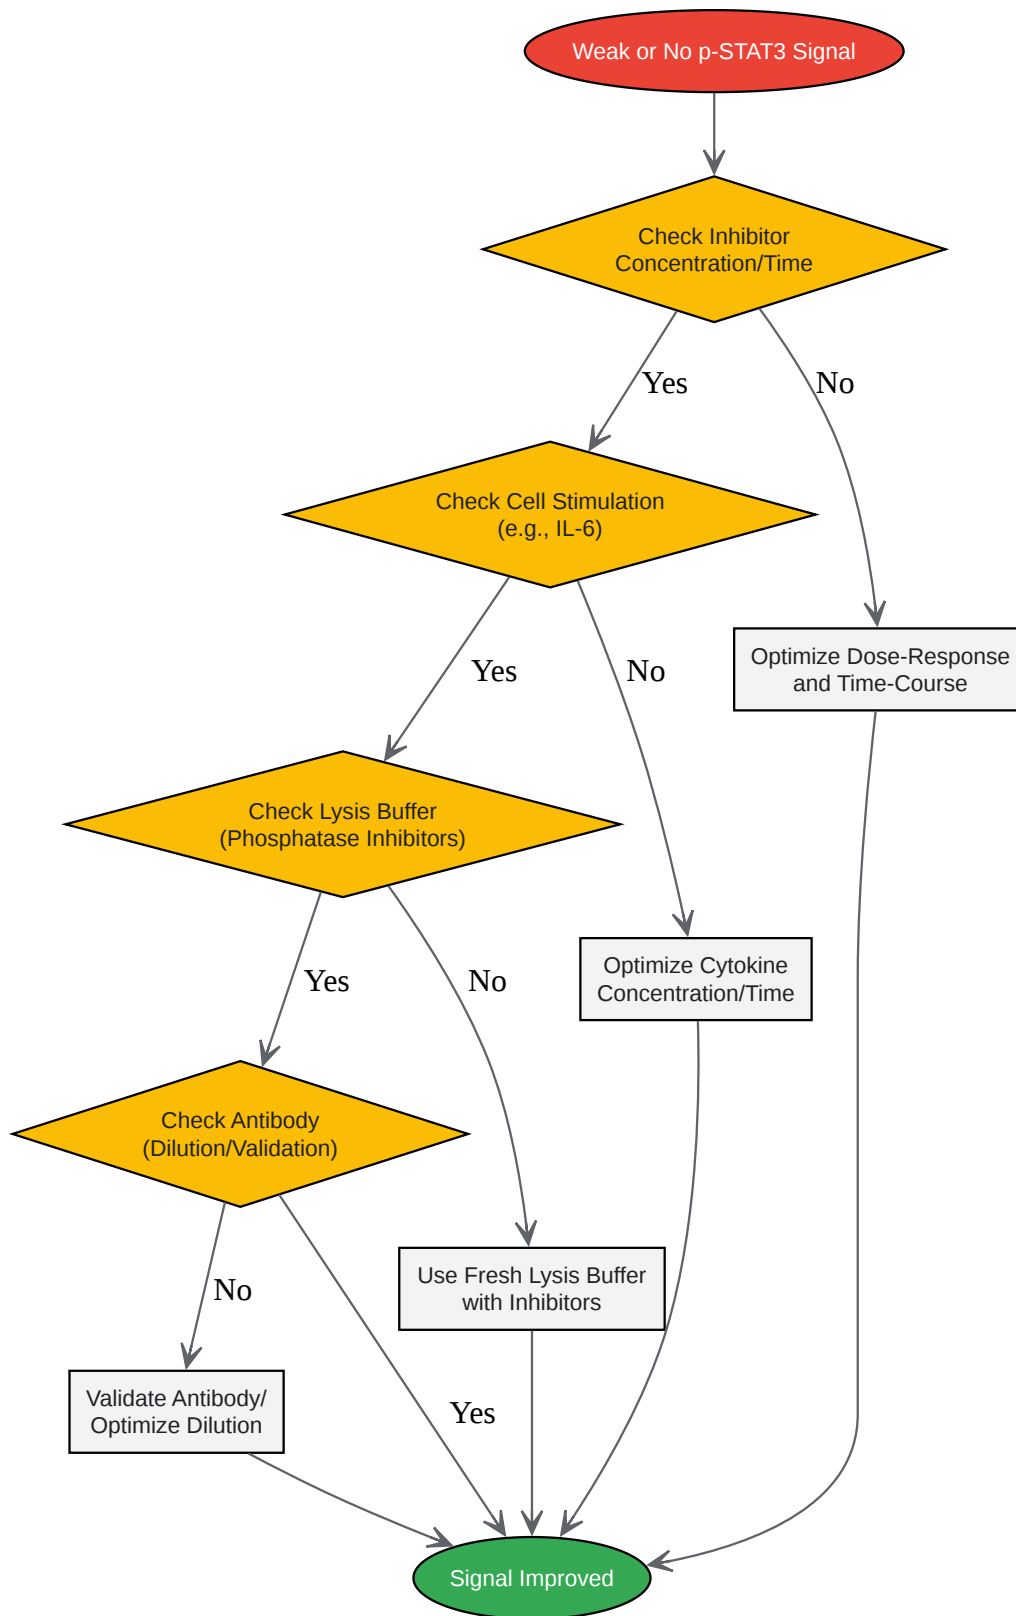 Weak or No p-STAT3 Signal
Check Inhibitor
Concentration/Time
Yes
No
Check Cell Stimulation
(e.g., IL-6)
Yes
No
Optimize Dose-Response
and Time-Course
Check Lysis Buffer
(Phosphatase Inhibitors)
Yes
No
Optimize Cytokine
Concentration/Time
Check Antibody
(Dilution/Validation)
No
Yes
Use Fresh Lysis Buffer
with Inhibitors
Validate Antibody/
Optimize Dilution
Signal Improved